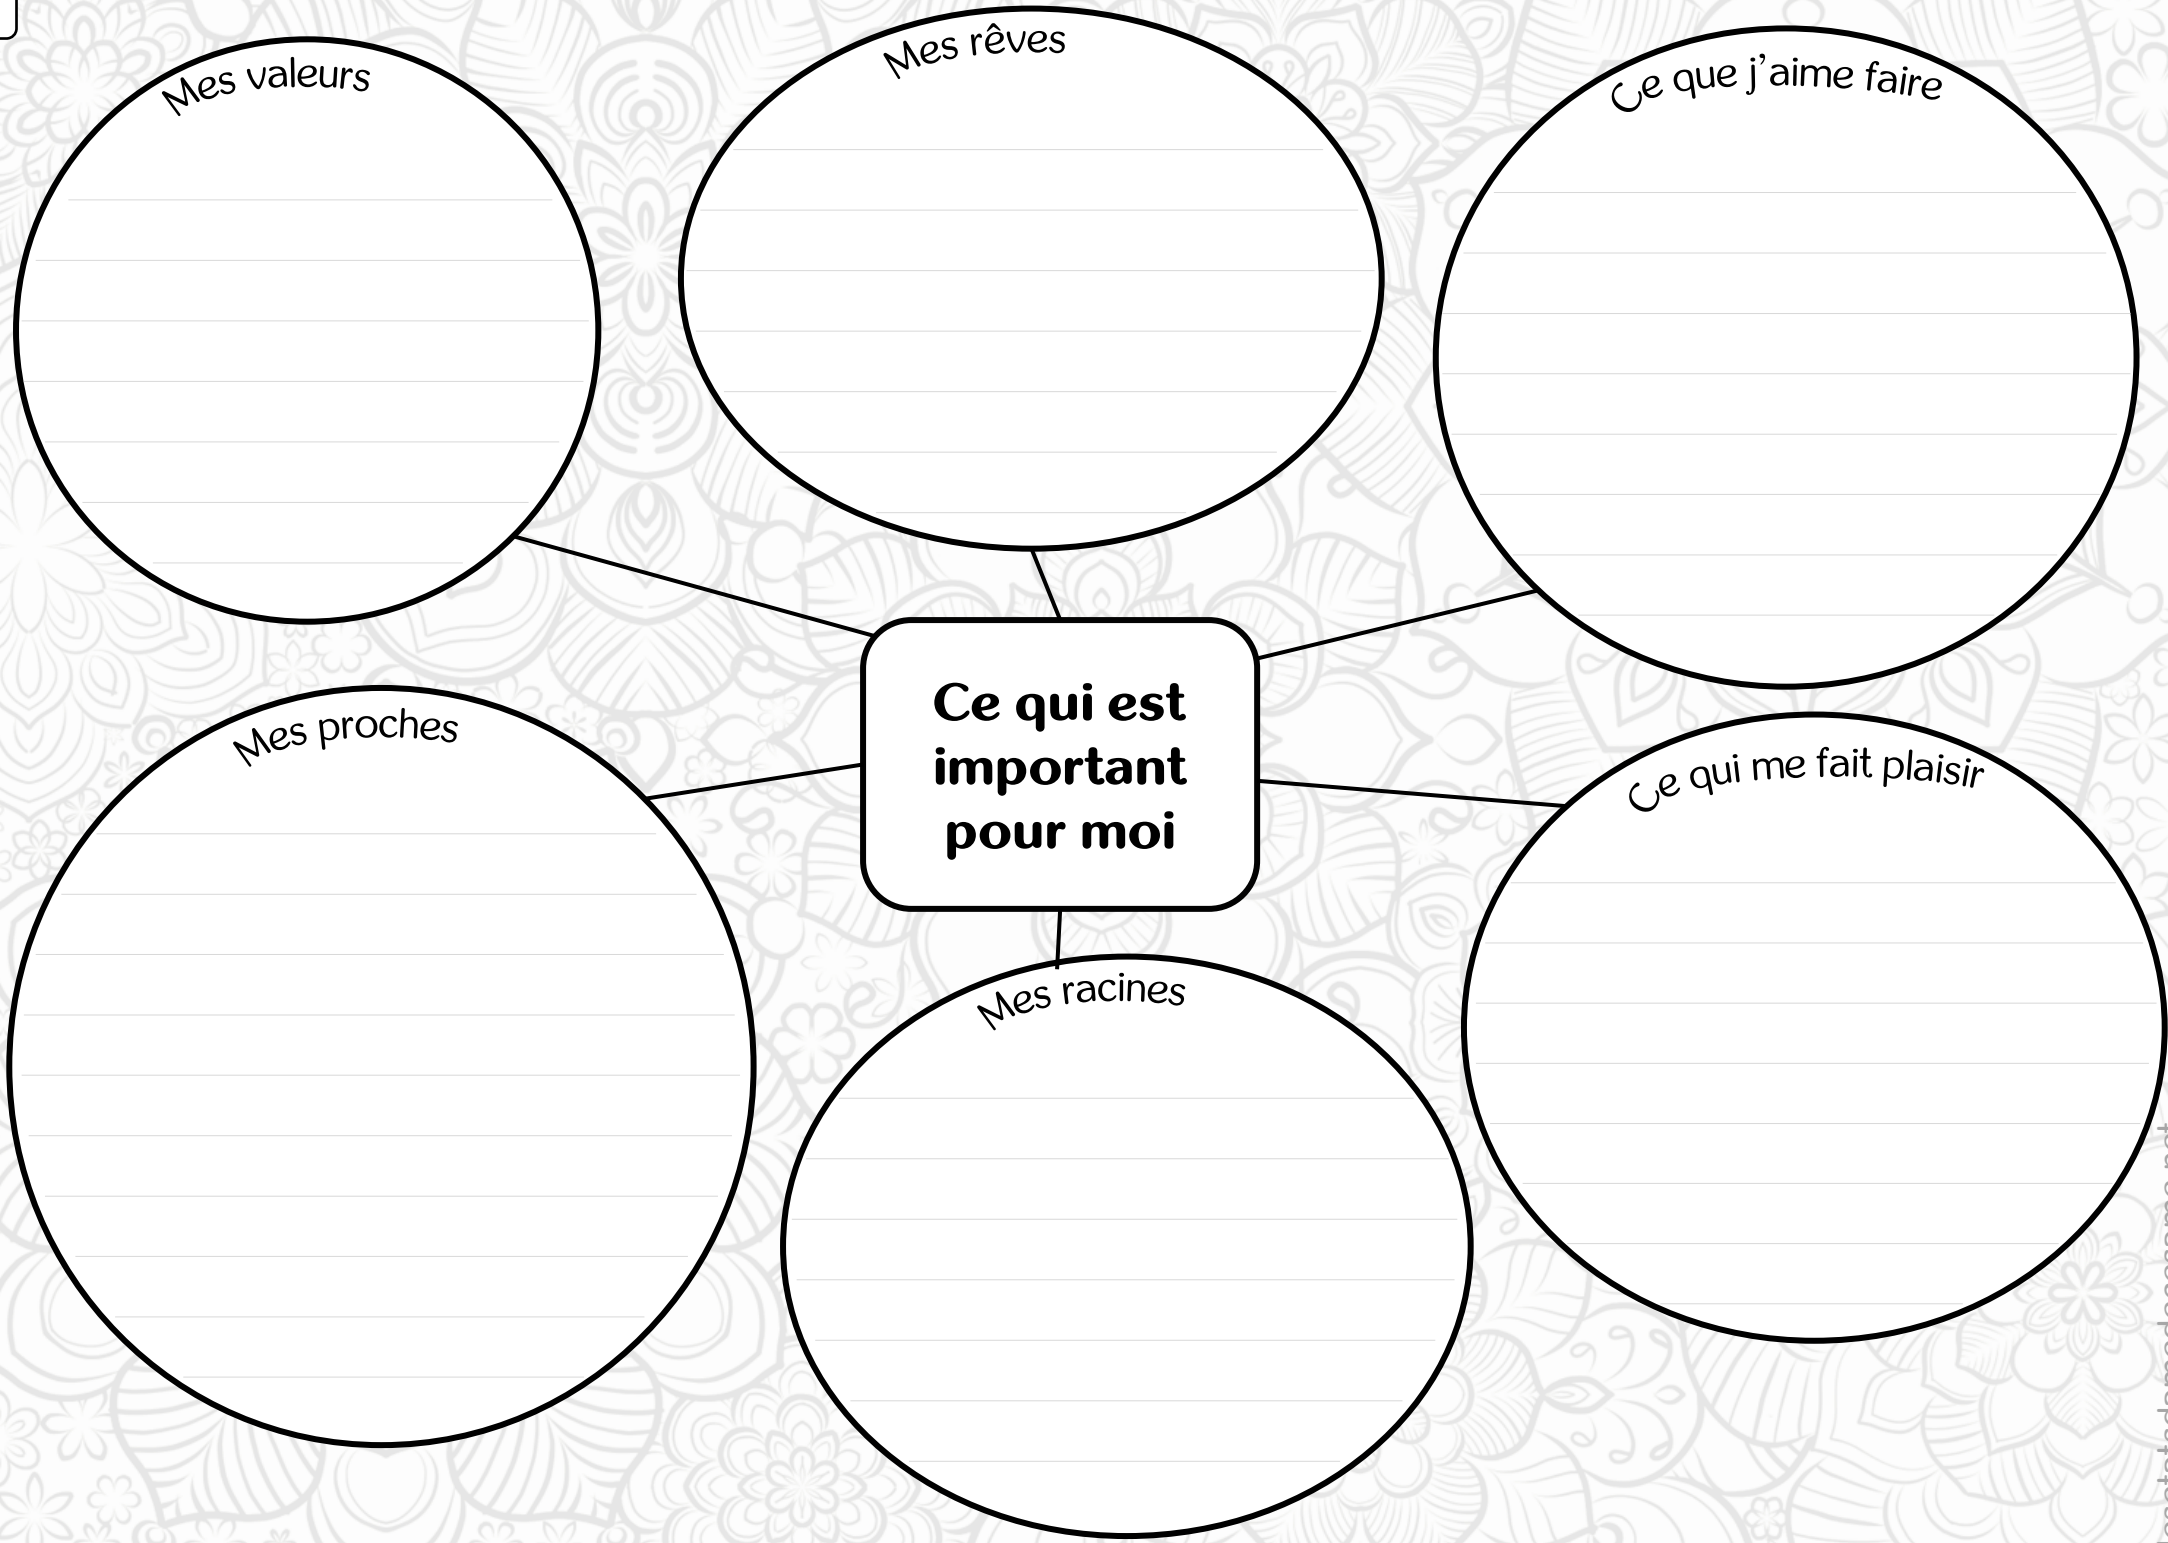 Mes valeurs
Mes rêves
Ce que j’aime faire
Ce qui est
important
pour moi
Mes proches
Ce qui me fait plaisir
Mes racines